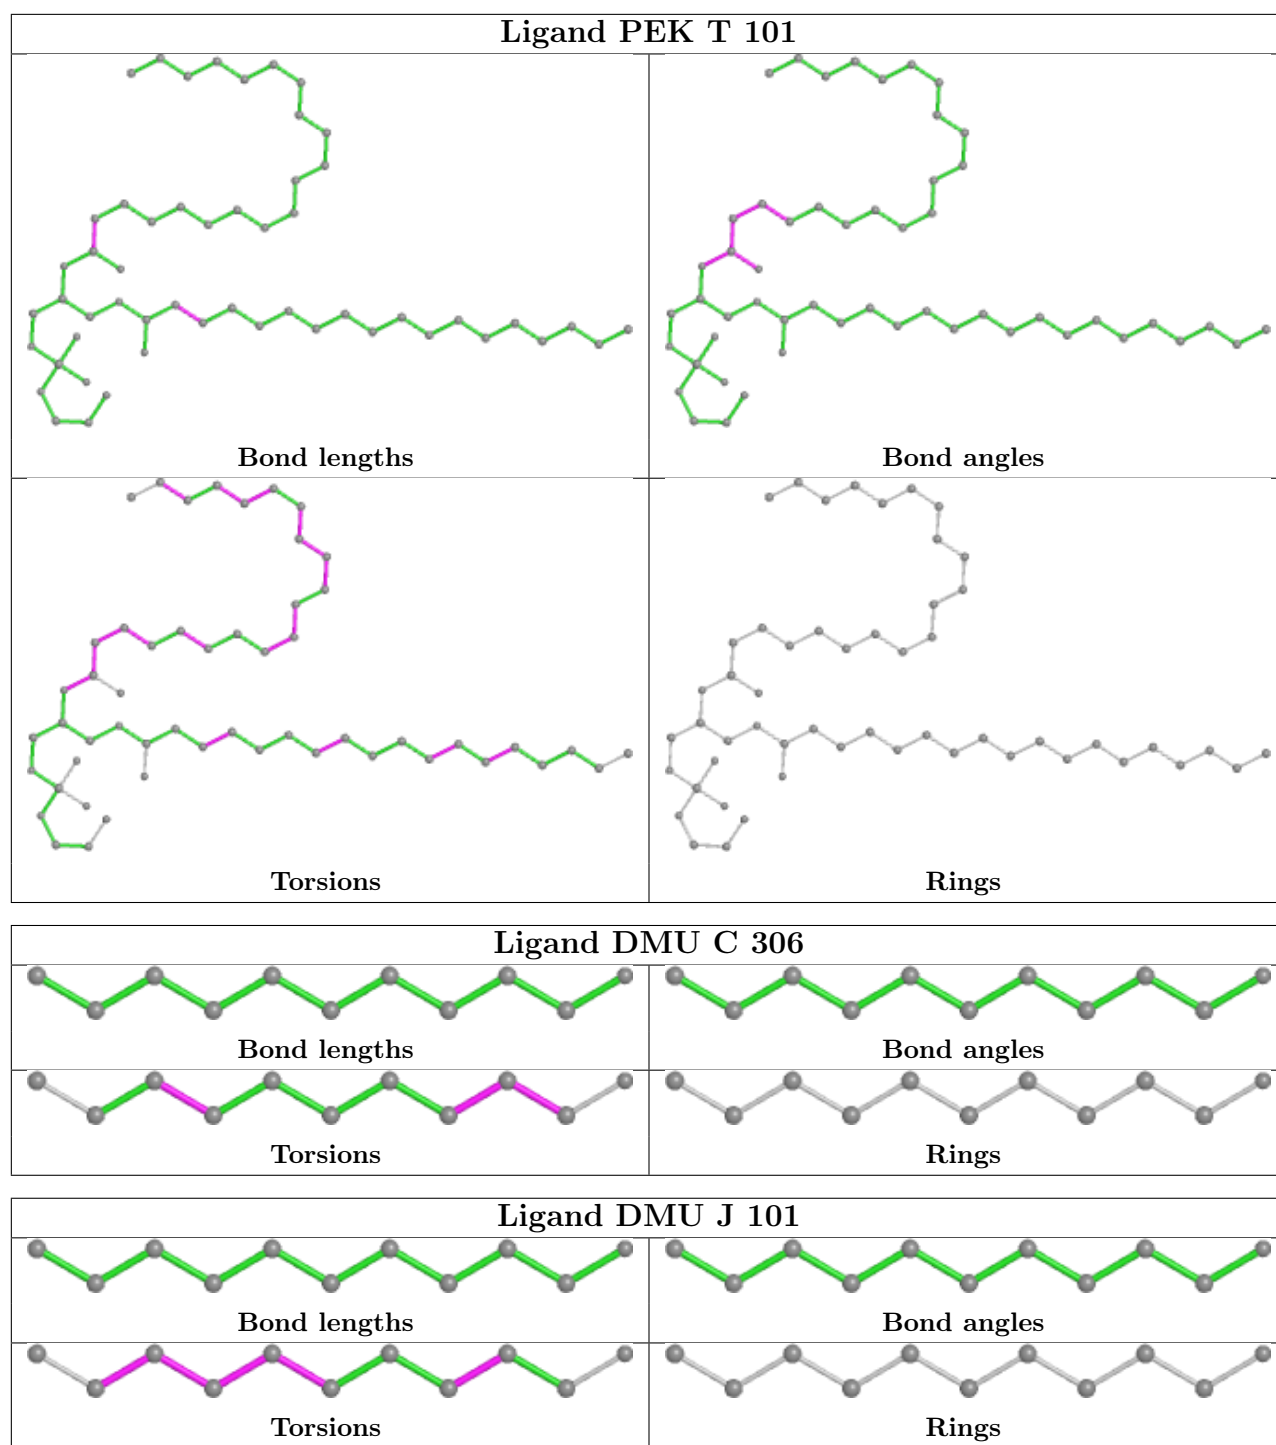 Ligand PEK T 101
Bond lengths
Bond angles
Torsions
Rings
Ligand DMU C 306
Bond lengths
Bond angles
Torsions
Rings
Ligand DMU J 101
Bond lengths
Bond angles
Torsions
Rings